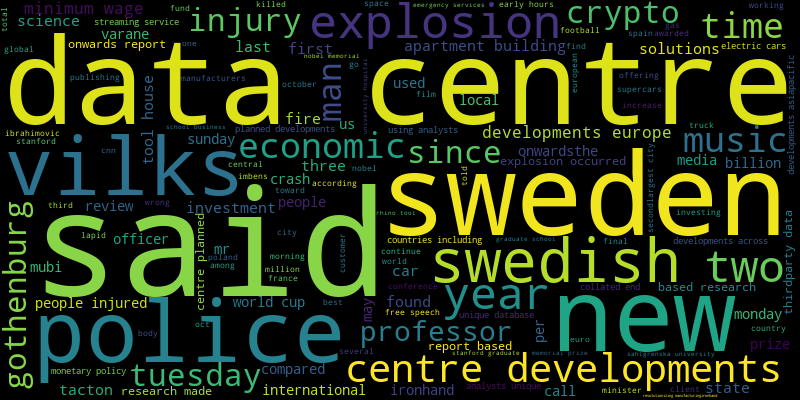 total
minimum wage
fund
killed
space
emergency services
early hours
working
science
streaming service
injury
explosion
crypto
time
varane
football
gas
spain
awarded
global
onwards report
last
first
man
apartment building
find
solutions
electric cars
data centre
one
nobel memorial
go
publishing
manufacturers
university hospital
european
offering
supercars
october
film
used
local
increase
developments asiapacific
tool house
fire
us
truck
ibrahimovic
school business
planned developments
using analysts
developments europe
music
stanford
sunday
economic
since
onwardsthe
cnn
central
three
nobel
explosion occurred
media
billion
secondlargest city
vilks
imbens
crash
according
toward
told
sweden
investing
third
review
wrong
investment
people
rhino tool
gothenburg
said
lapid
officer
mr
city
customer
countries including
graduate school
final
developments across
thirdparty data
centre planned
poland
among
morning
continue
world
swedish
two
mubi
million
france
car
collated end
based research
people injured
world cup
conference
best
may
found
year
unique database
new
monday
police
oct
free speech
professor
per
country
body
several
report based
euro
prize
monetary policy
tuesday
compared
stanford graduate
memorial prize
sahlgrenska university
centre developments
tacton
research made
international
ironhand
analysts unique
call
minister
client
state